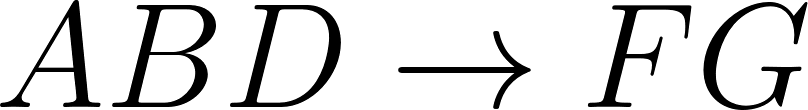 ABD → FG